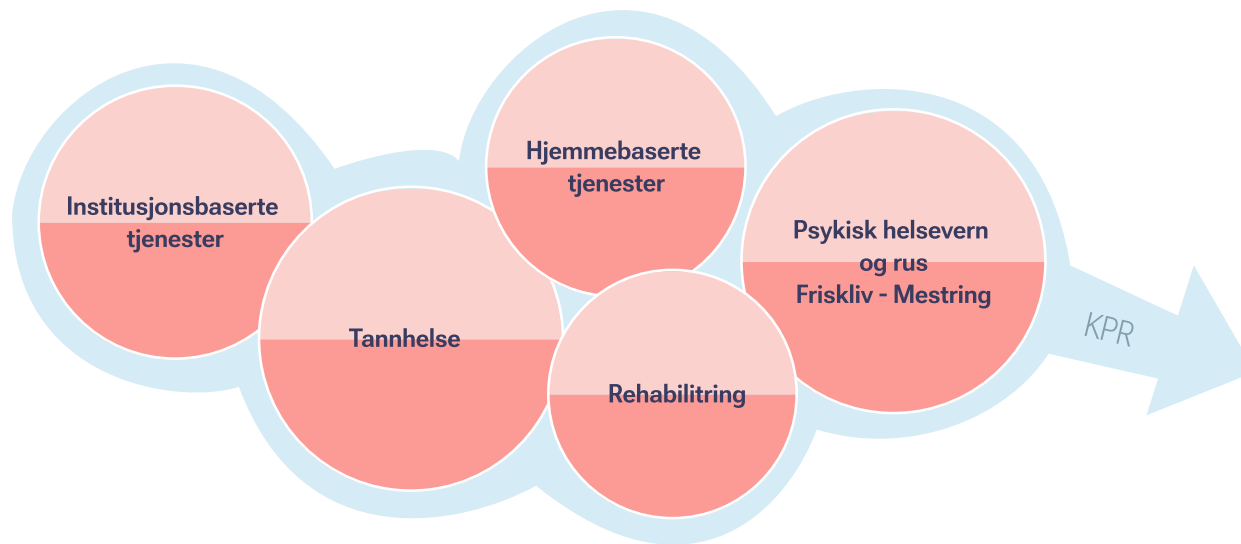 Institusjonsbaserte
tjenester
Tannhelse
Hjemmebaserte
tjenester
Rehabilitring
Psykisk helsevern
og rus
Friskliv - Mestring
KPR